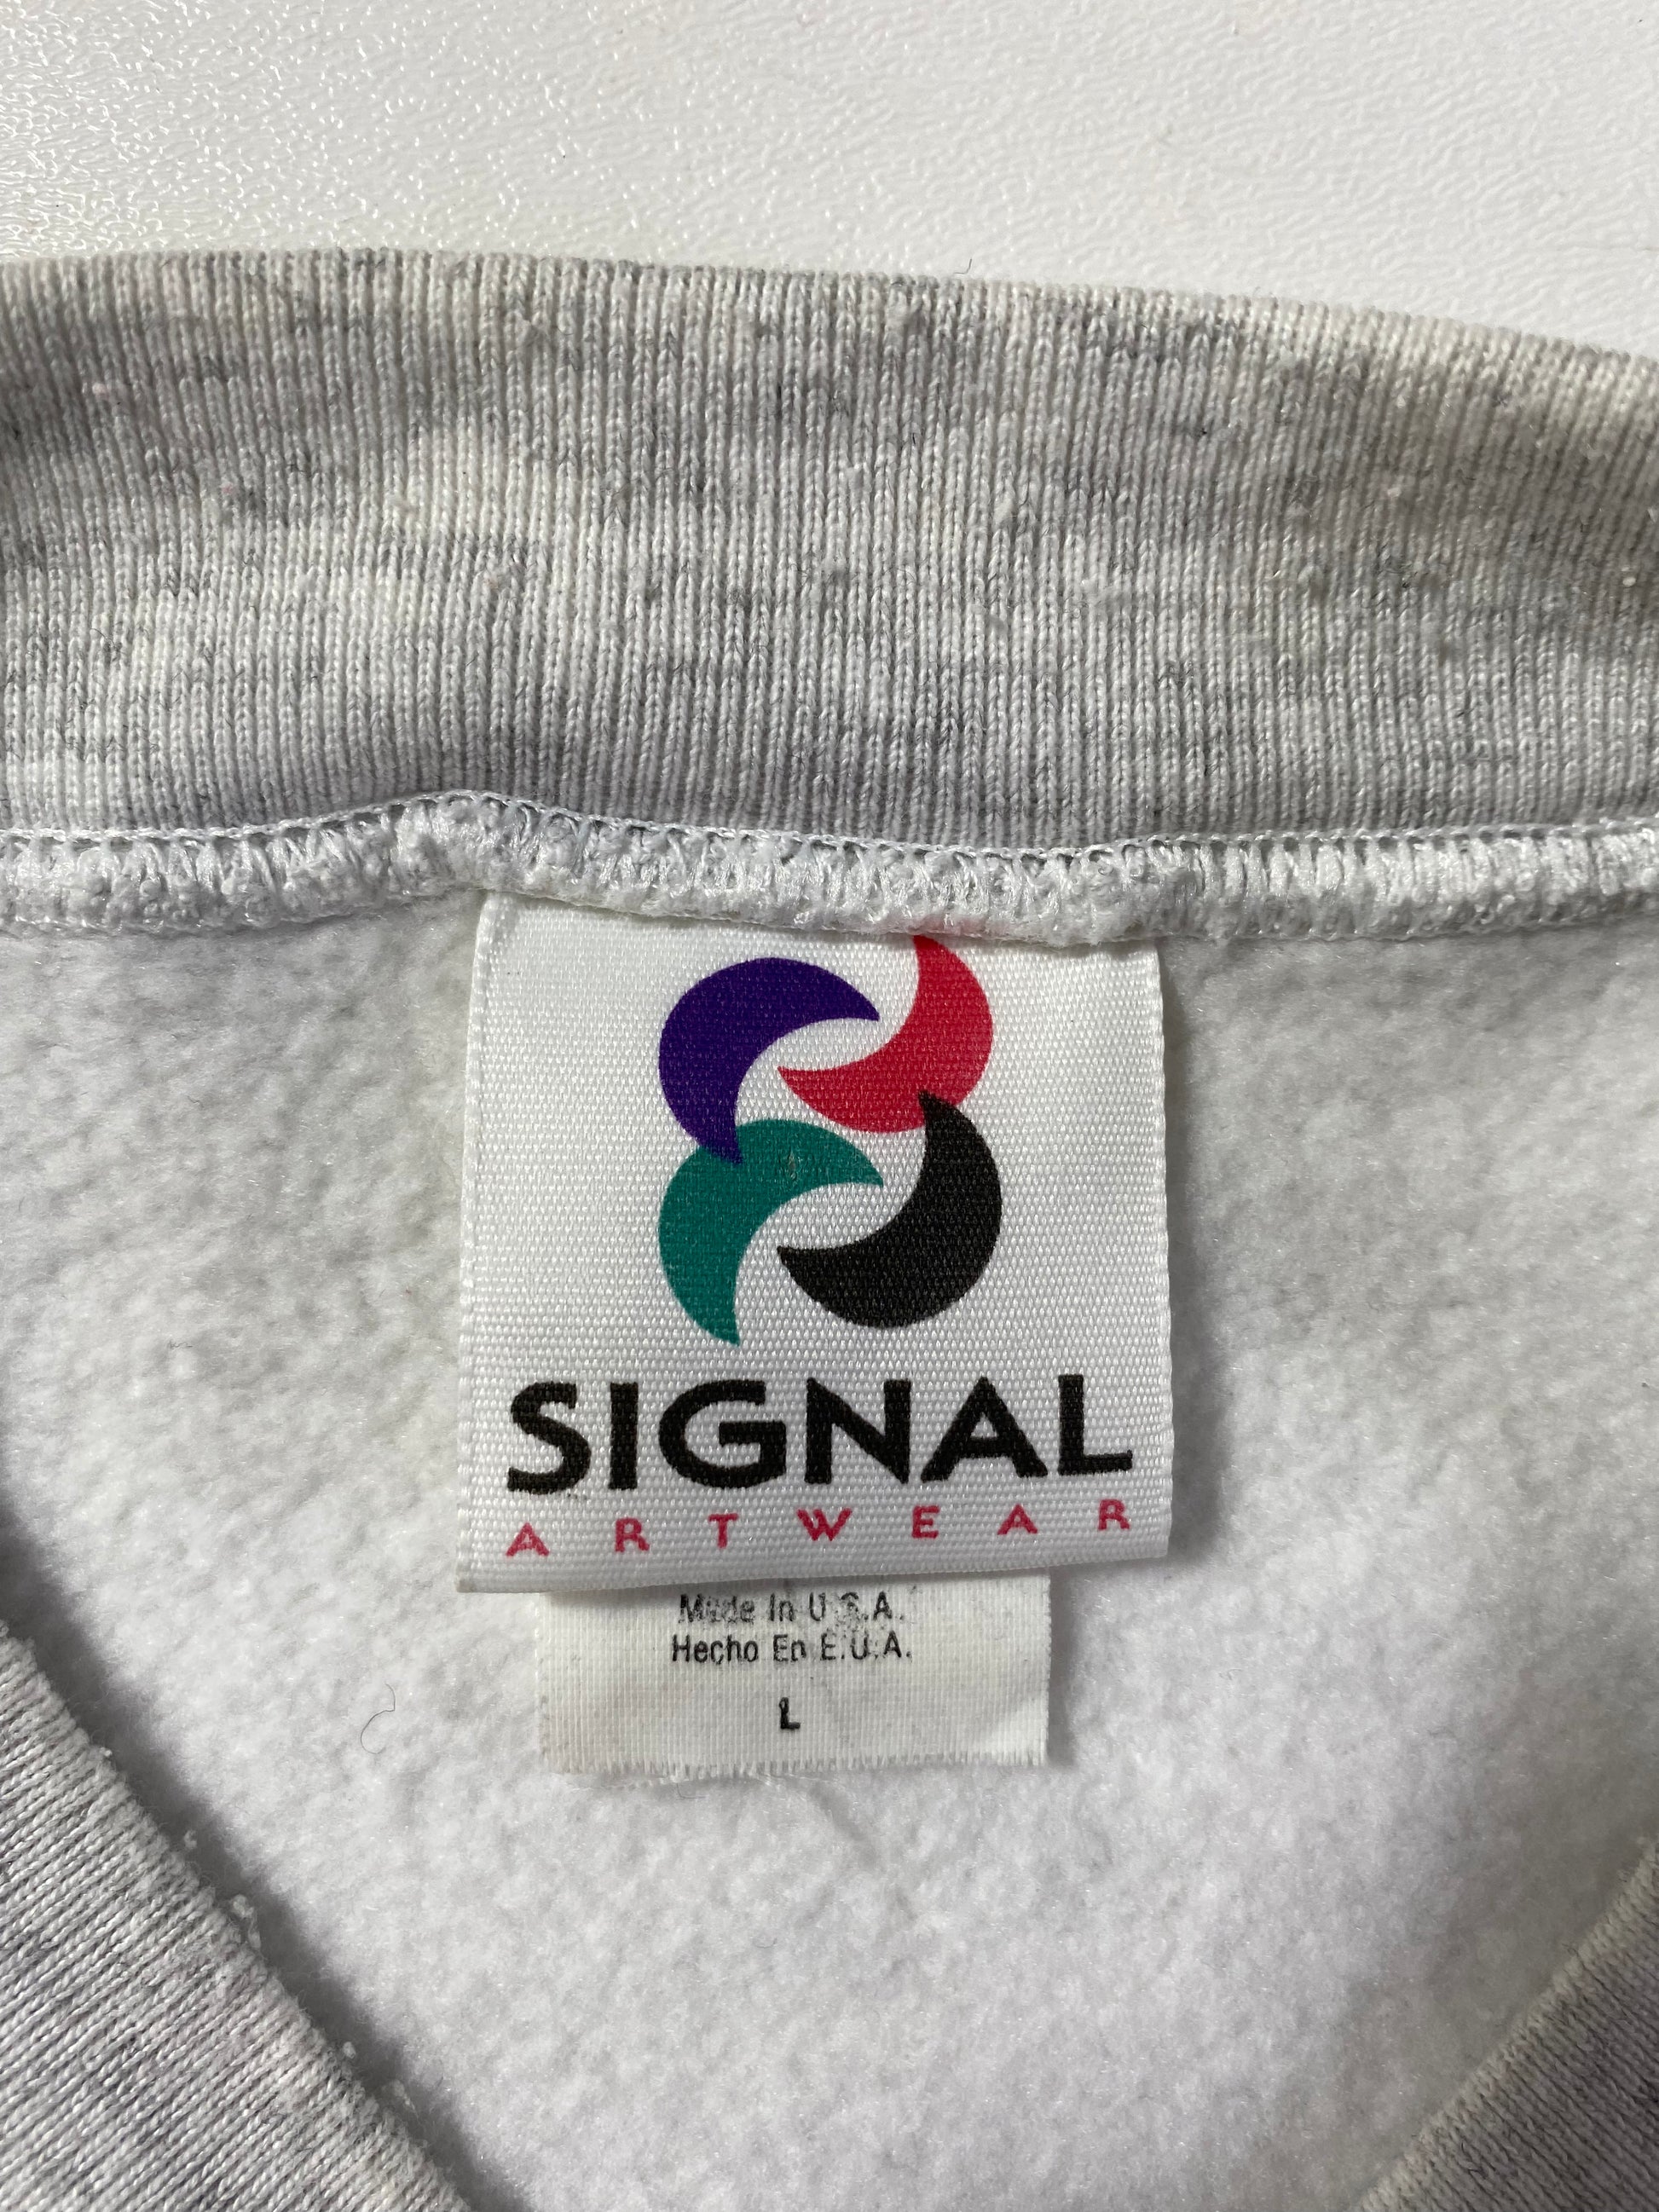 SIGNAL
ARTWEAR
Made In U.S.A.
Hecho En E.U.A.
L